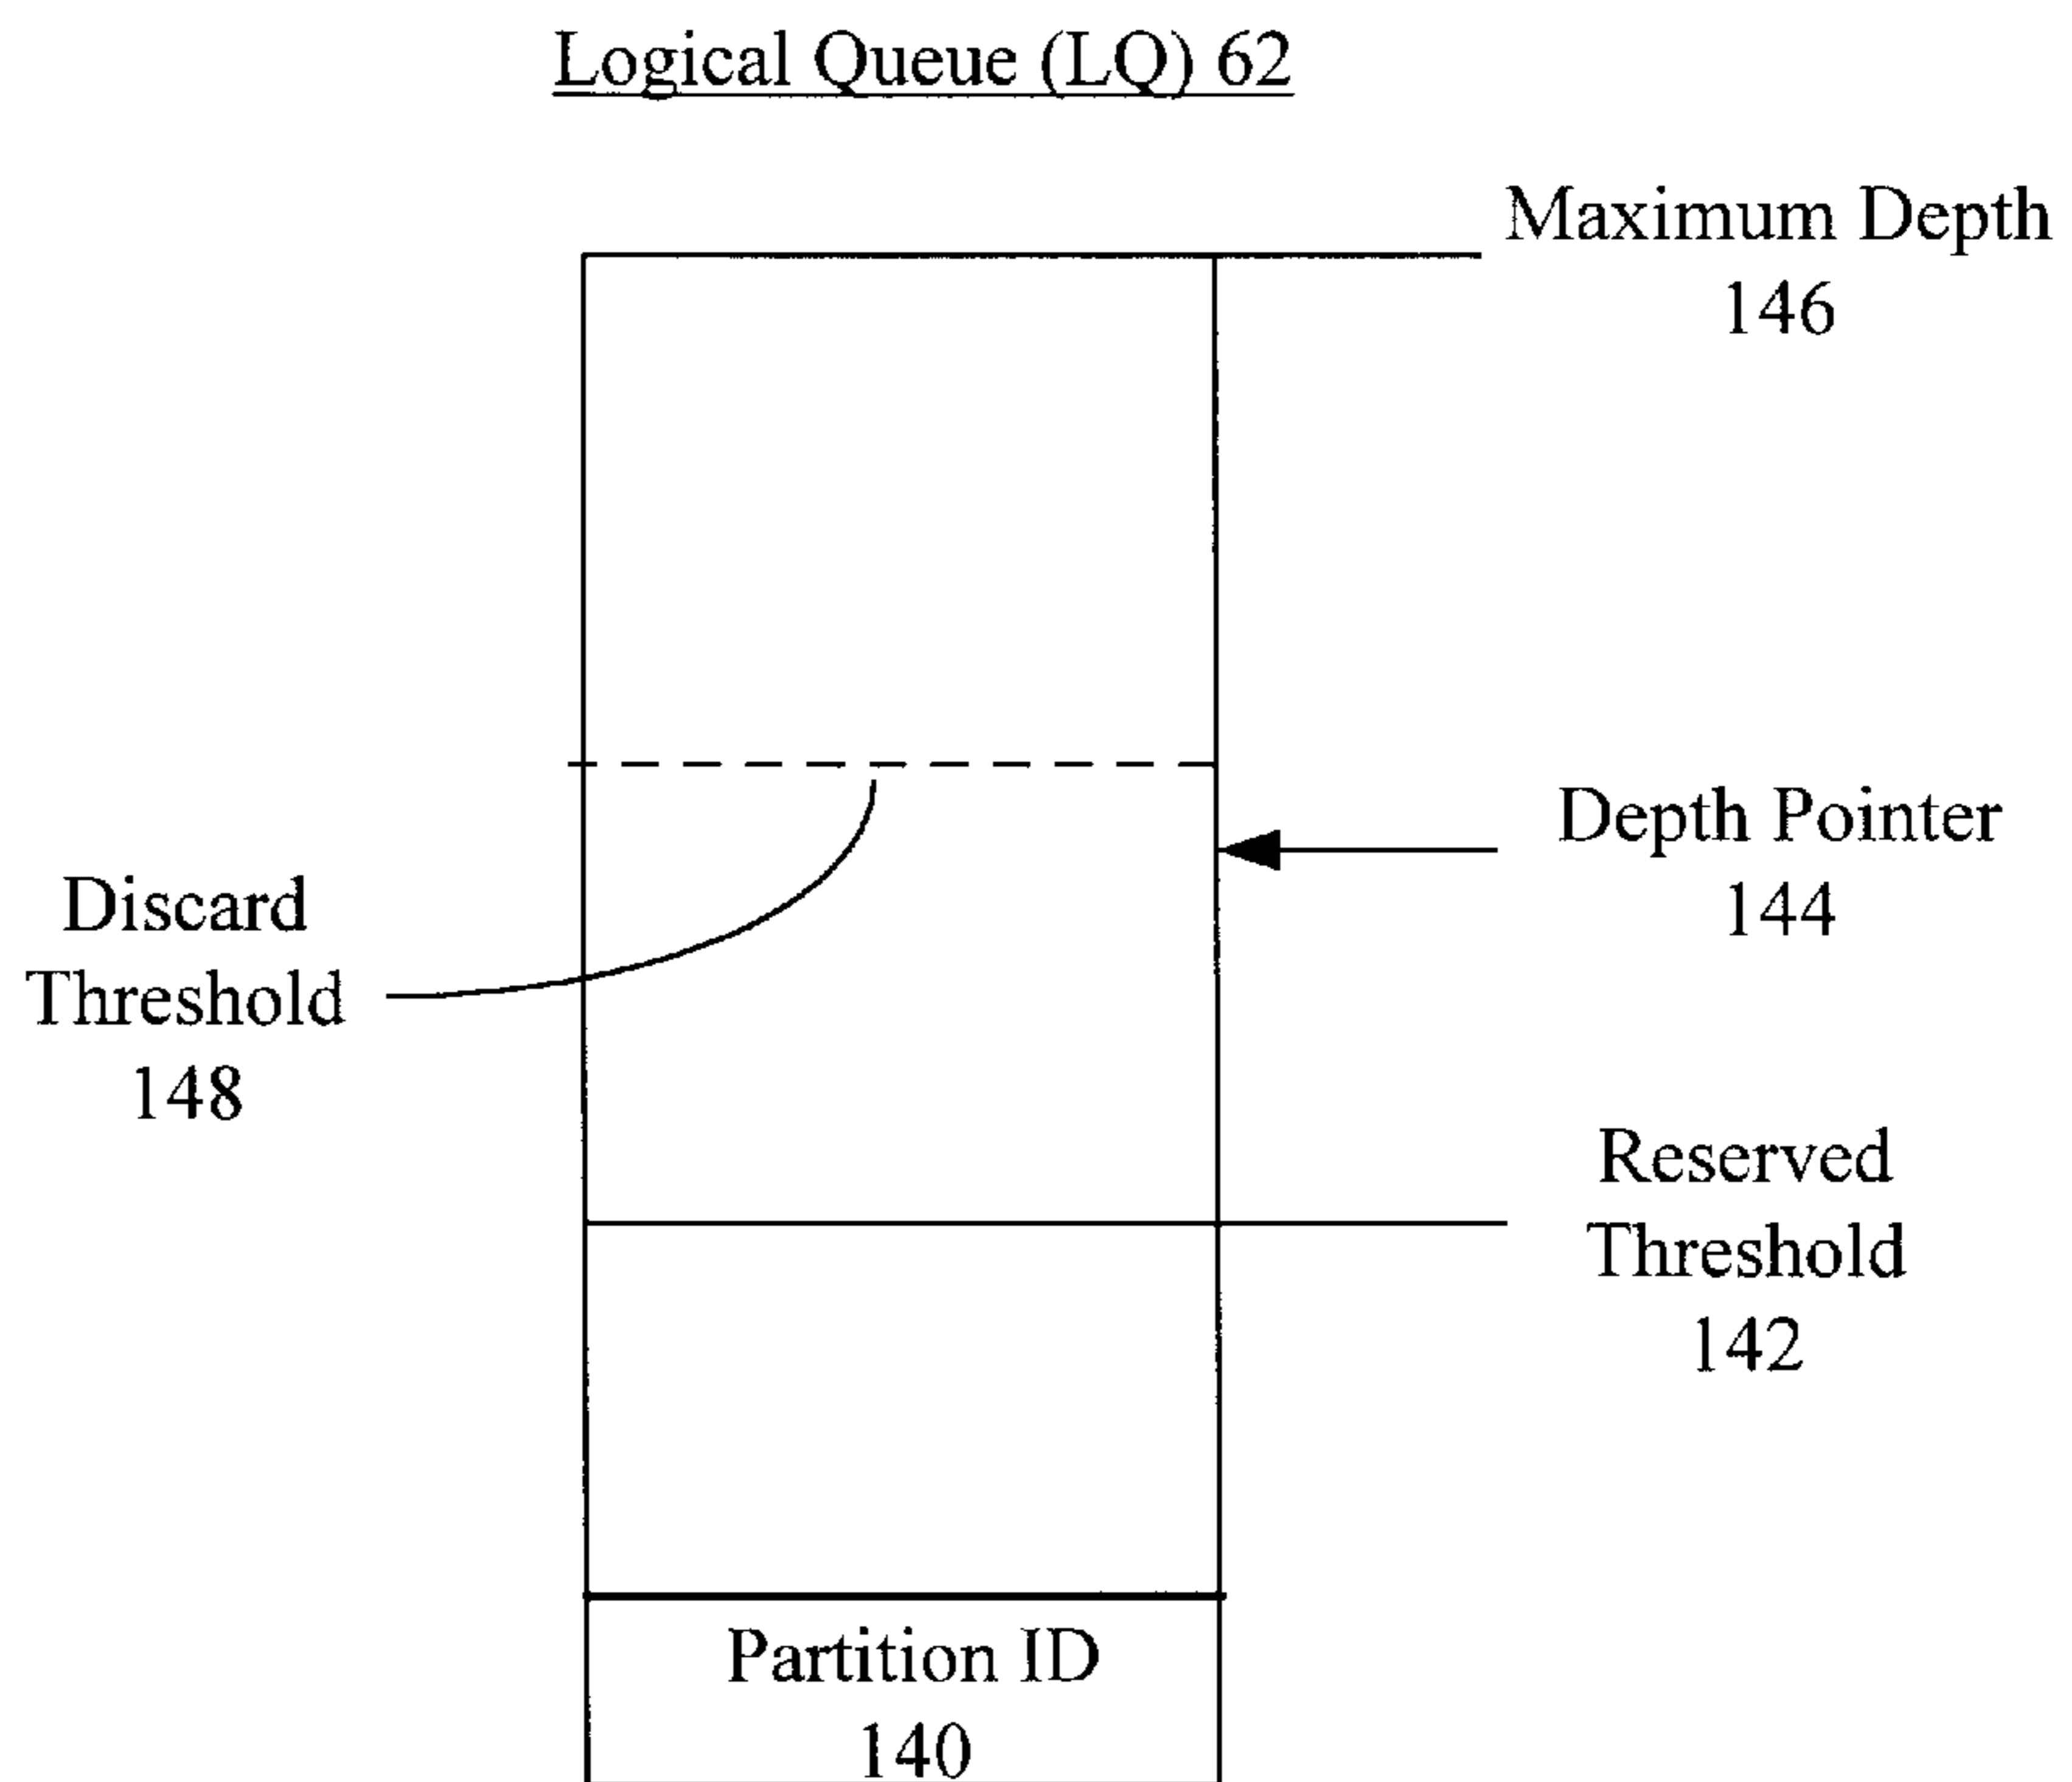 Logical Queue (LQ) 62
Maximum Depth
146
Depth Pointer
144
Discard
Threshold
148
Reserved
Threshold
142
Partition ID
140